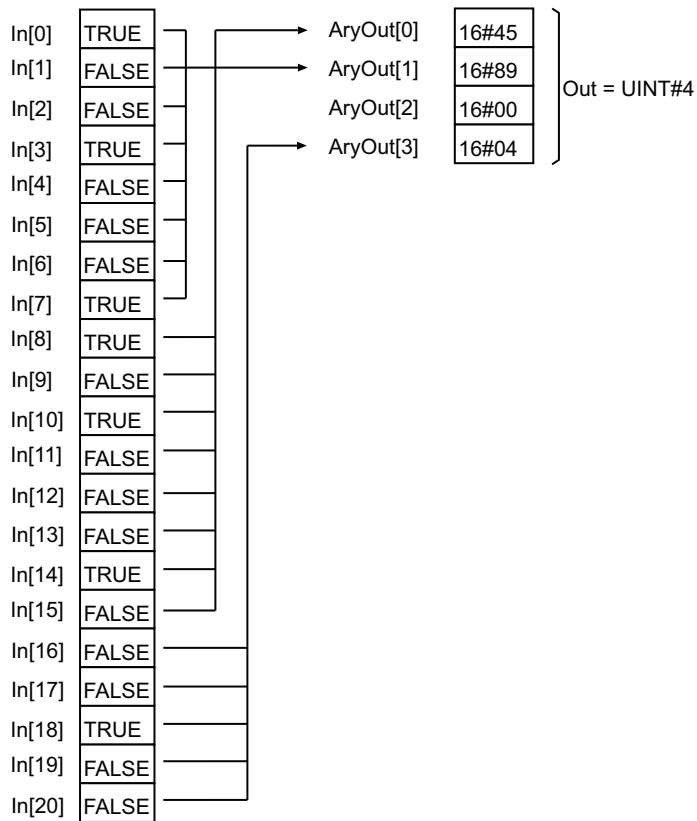 In[0] TRUE AryOut[0] 16#45
In[1] FALSE AryOut[1] 16#89
Out = UINT#4
In[2] FALSE AryOut[2] 16#00
In[3] TRUE AryOut[3] 16#04
In[4] FALSE
In[5] FALSE
In[6] FALSE
In[7] TRUE
In[8] TRUE
In[9] FALSE
In[10] TRUE
In[11] FALSE
In[12] FALSE
In[13] FALSE
In[14] TRUE
In[15] FALSE
In[16] FALSE
In[17] FALSE
In[18] TRUE
In[19] FALSE
In[20] FALSE